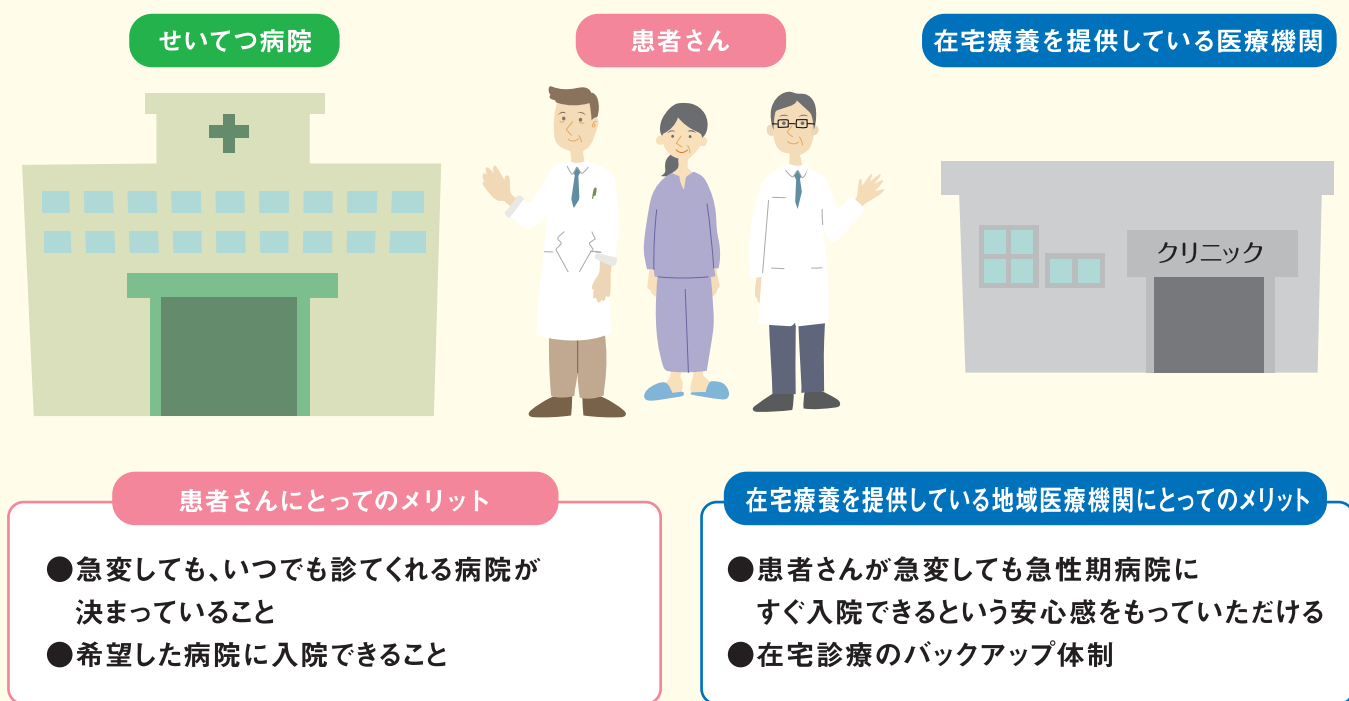 せいてつ病院
患者さん
在宅療養を提供している医療機関
クリニック
患者さんにとってのメリット
●急変しても、いつでも診てくれる病院が
決まっていること
●希望した病院に入院できること
在宅療養を提供している地域医療機関にとってのメリット
●患者さんが急変しても急性期病院に
すぐ入院できるという安心感をもっていただける
●在宅診療のバックアップ体制